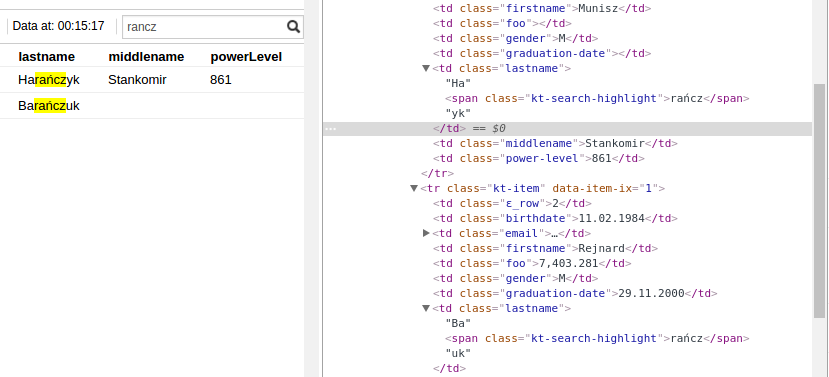 Data at: 00:15:17 rancz
lastname middlename powerLevel
Harańczyk Stankomir 861
Barańczuk
<td class="firstname">Munisz</td>
<td class="foo"></td>
<td class="gender">M</td>
<td class="graduation-date"></td>
<td class="lastname">
"Ha"
<span class="kt-search-highlight">rańcz</span>
"yk"
</td> == $0
<td class="middlename">Stankomir</td>
<td class="power-level">861</td>
</tr>
<tr class="kt-item" data-item-ix="1">
<td class="ε_row">2</td>
<td class="birthdate">11.02.1984</td>
<td class="email">…</td>
<td class="firstname">Rejnard</td>
<td class="foo">7,403.281</td>
<td class="gender">M</td>
<td class="graduation-date">29.11.2000</td>
<td class="lastname">
"Ba"
<span class="kt-search-highlight">rańcz</span>
"uk"
</td>